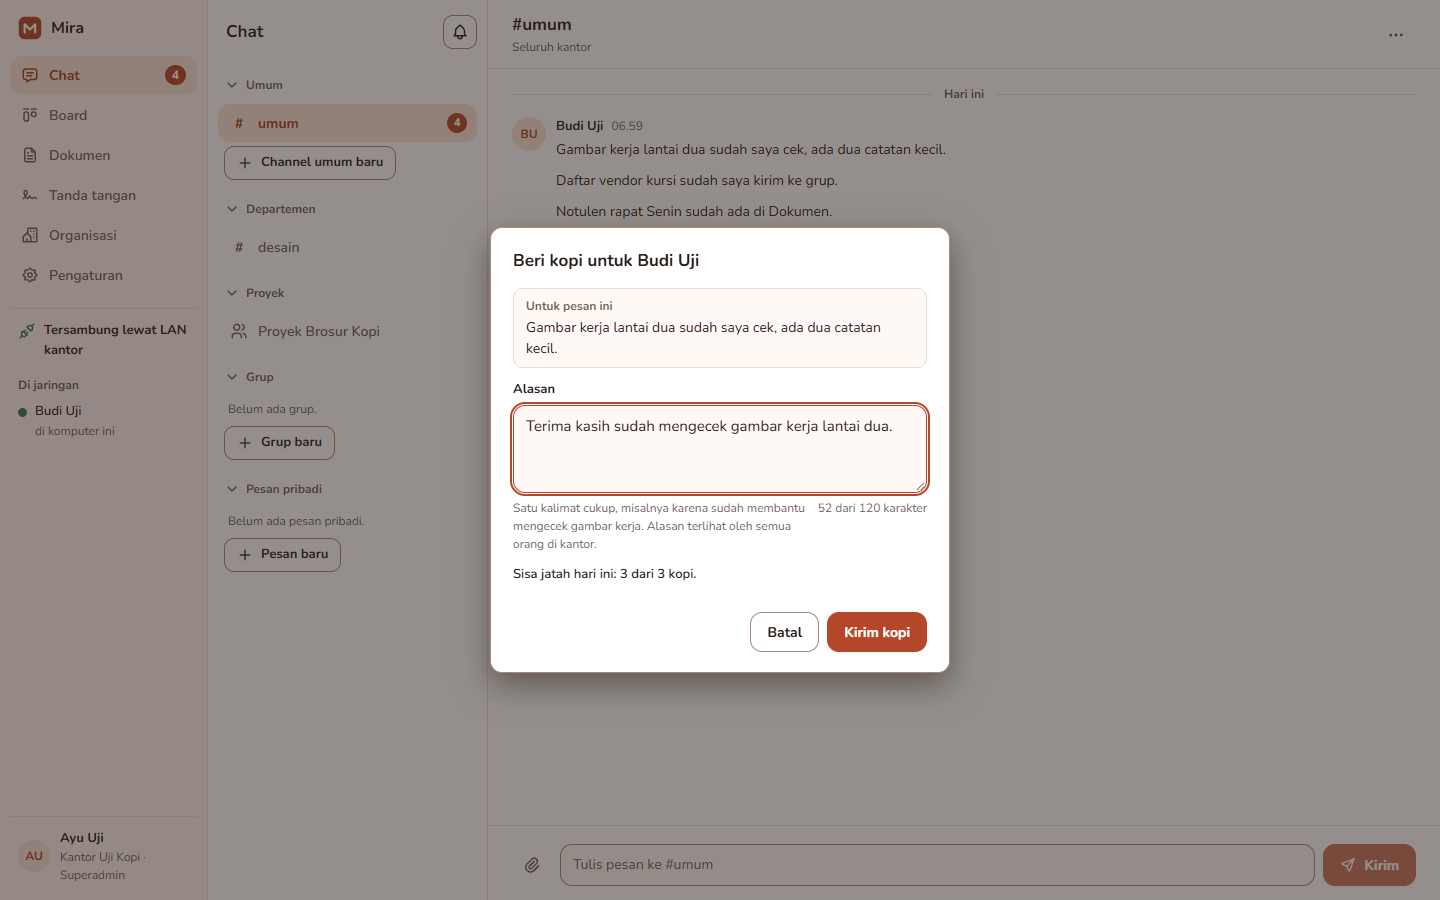 Mira
Chat
4
Board
Dokumen
Tanda tangan
Organisasi
Pengaturan
Tersambung lewat LAN
kantor
Di jaringan
Budi Uji
di komputer ini
AU
Ayu Uji
Kantor Uji Kopi ·
Superadmin
Chat
Umum
# umum
4
Channel umum baru
Departemen
# desain
Proyek
Proyek Brosur Kopi
Grup
Belum ada grup.
Grup baru
Pesan pribadi
Belum ada pesan pribadi.
Pesan baru
#umum
Seluruh kantor
Hari ini
BU
Budi Uji 06.59
Gambar kerja lantai dua sudah saya cek, ada dua catatan kecil.
Daftar vendor kursi sudah saya kirim ke grup.
Notulen rapat Senin sudah ada di Dokumen.
Beri kopi untuk Budi Uji
Untuk pesan ini
Gambar kerja lantai dua sudah saya cek, ada dua catatan
kecil.
Alasan
Terima kasih sudah mengecek gambar kerja lantai dua.
Satu kalimat cukup, misalnya karena sudah membantu
mengecek gambar kerja. Alasan terlihat oleh semua
orang di kantor.
52 dari 120 karakter
Sisa jatah hari ini: 3 dari 3 kopi.
Batal
Kirim kopi
Tulis pesan ke #umum
Kirim